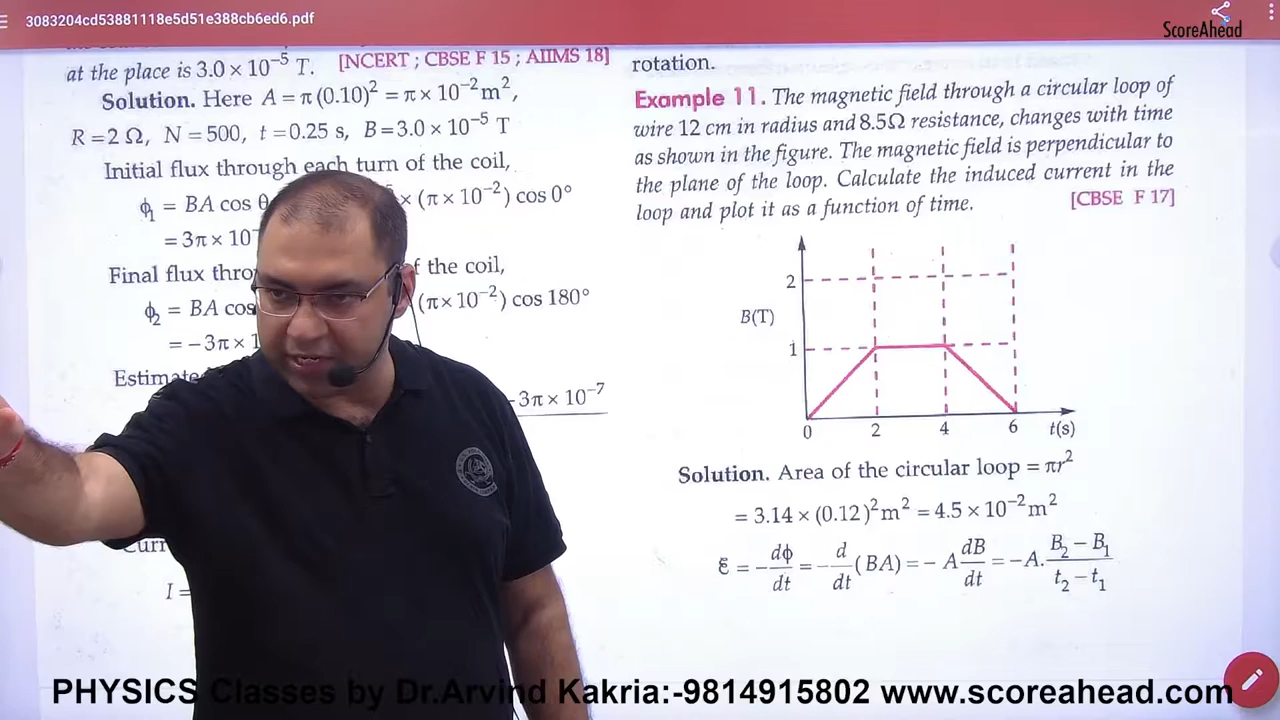 3083204cd53881118e5d51e388cb6ed6.pdf
ScoreAhead
at the place is 3.0 × 10⁻⁵ T. [NCERT ; CBSE F 15 ; AIIMS 18]
Solution. Here A = π (0.10)² = π × 10⁻² m²,
R = 2 Ω, N = 500, t = 0.25 s, B = 3.0 × 10⁻⁵ T
Initial flux through each turn of the coil,
ϕ₁ = BA cos × (π × 10⁻²) cos 0°
= 3π × 10
Final flux the coil,
ϕ₂ = BA cos (π × 10⁻²) cos 180°
= − 3π ×
3π × 10⁻⁷
I =
rotation.
Example 11. The magnetic field through a circular loop of
wire 12 cm in radius and 8.5Ω resistance, changes with time
as shown in the figure. The magnetic field is perpendicular to
the plane of the loop. Calculate the induced current in the
loop and plot it as a function of time. [CBSE F 17]
2
B(T)
1
0 2 4 6 t(s)
Solution. Area of the circular loop = πr²
= 3.14 × (0.12)² m² = 4.5 × 10⁻² m²
ℰ = − dϕ/dt = − d/dt (BA) = − A dB/dt = − A. (B₂ − B₁)/(t₂ − t₁)
PHYSICS Classes by Dr.Arvind Kakria:-9814915802 www.scoreahead.com